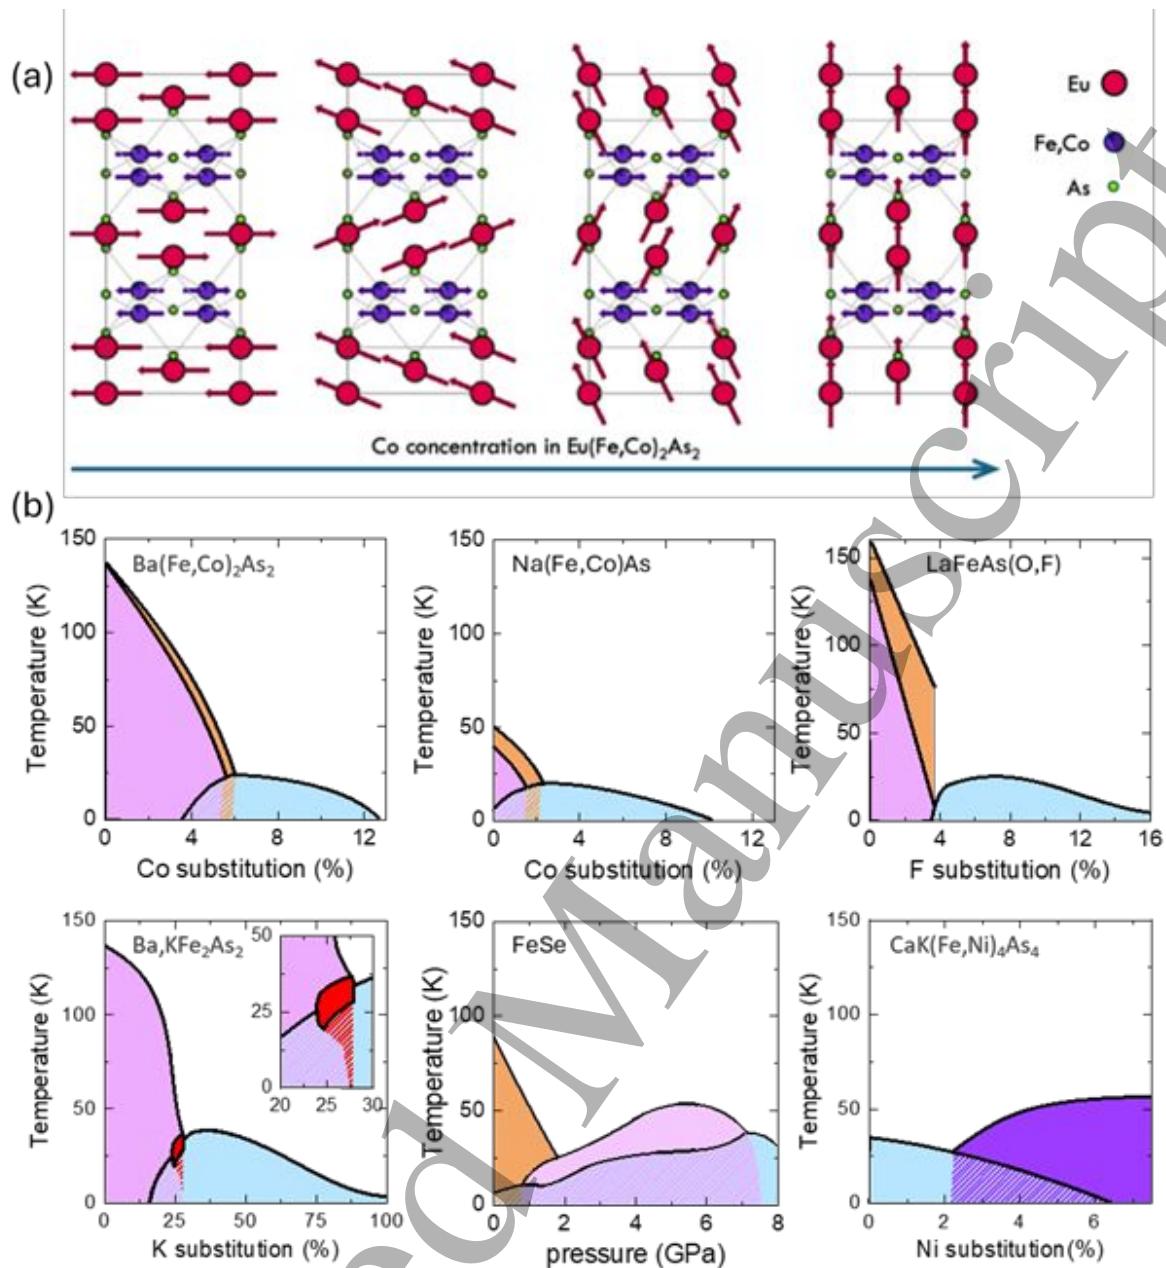 (a)
Eu
Fe,Co
As
Co concentration in Eu(Fe,Co)₂As₂
(b)
150
100
50
0
Temperature (K)
Ba(Fe,Co)₂As₂
0 4 8 12
Co substitution (%)
150
100
50
0
Temperature (K)
Na(Fe,Co)As
0 4 8 12
Co substitution (%)
150
100
50
0
Temperature (K)
LaFeAs(O,F)
0 4 8 12 16
F substitution (%)
150
100
50
0
Temperature (K)
Ba,KFe₂As₂
50
25
0
20 25 30
0 25 50 75 100
K substitution (%)
150
100
50
0
Temperature (K)
FeSe
0 2 4 6 8
pressure (GPa)
150
100
50
0
Temperature (K)
CaK(Fe,Ni)₄As₄
0 2 4 6
Ni substitution(%)
d Manuscript